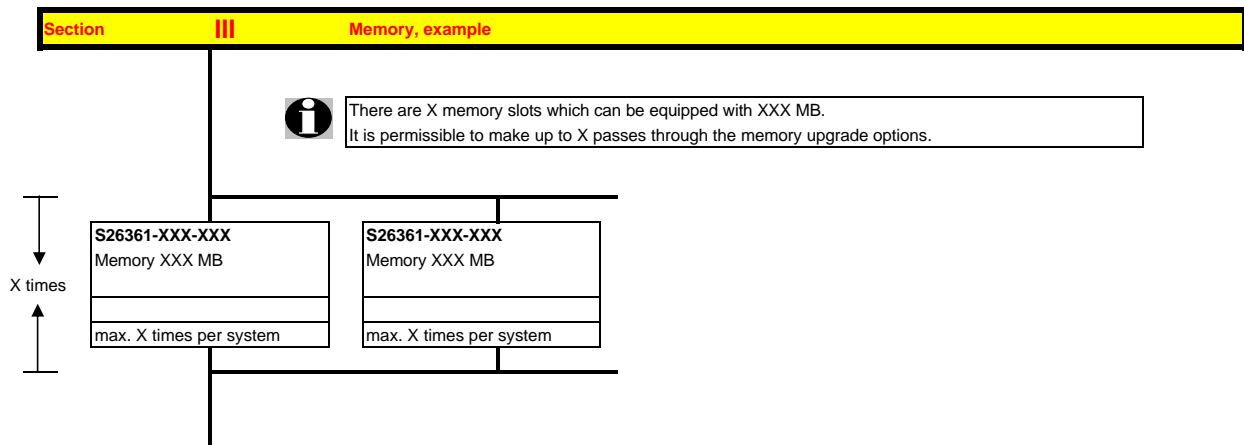 Section III Memory, example
There are X memory slots which can be equipped with XXX MB.
It is permissible to make up to X passes through the memory upgrade options.
S26361-XXX-XXX
Memory XXX MB
max. X times per system
S26361-XXX-XXX
Memory XXX MB
max. X times per system
X times